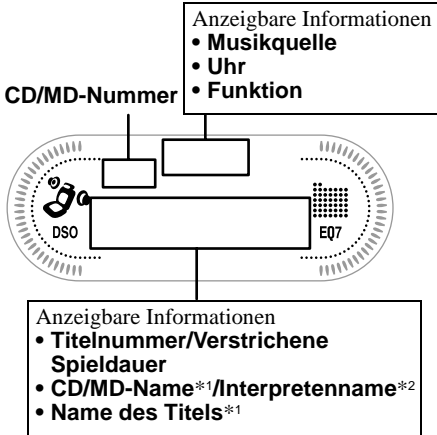 Anzeigbare Informationen
• Musikquelle
• Uhr
• Funktion
CD/MD-Nummer
DSO
EQ7
Anzeigbare Informationen
• Titelnummer/Verstrichene
Spieldauer
• CD/MD-Name*1/Interpretenname*2
• Name des Titels*1